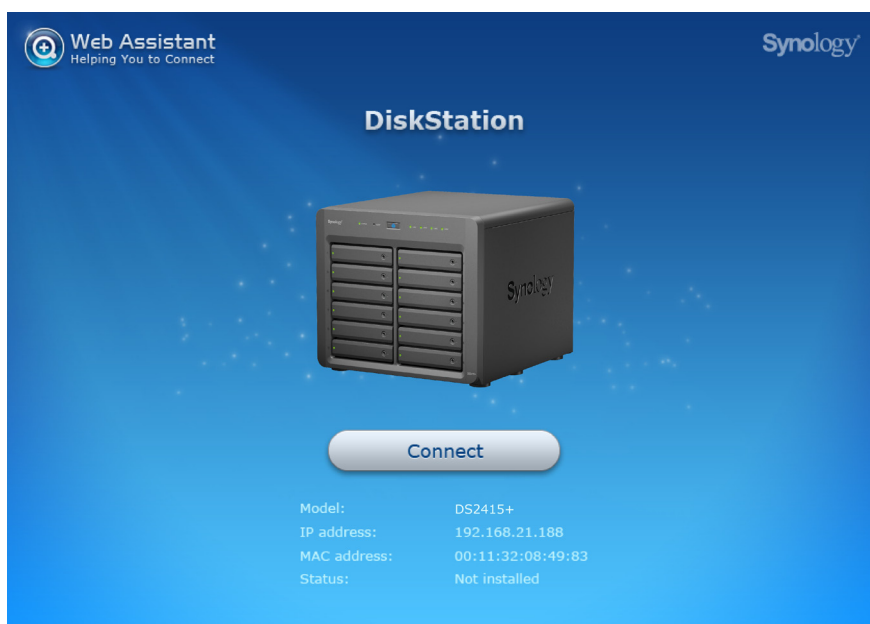 Web Assistant
Helping You to Connect
Synology
DiskStation
Synology
Synology
Connect
Model: DS2415+
IP address: 192.168.21.188
MAC address: 00:11:32:08:49:83
Status: Not installed